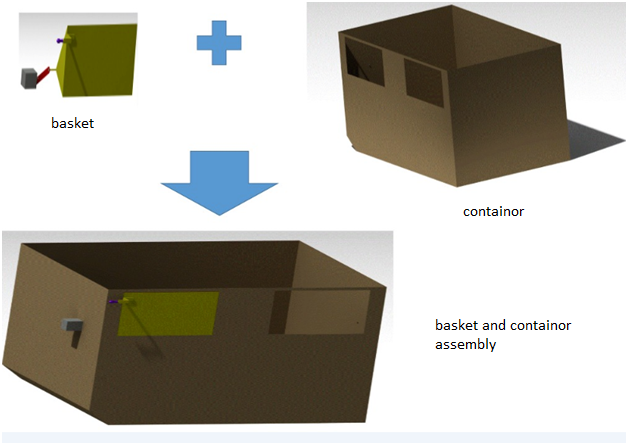 basket
containor
basket and containor
assembly